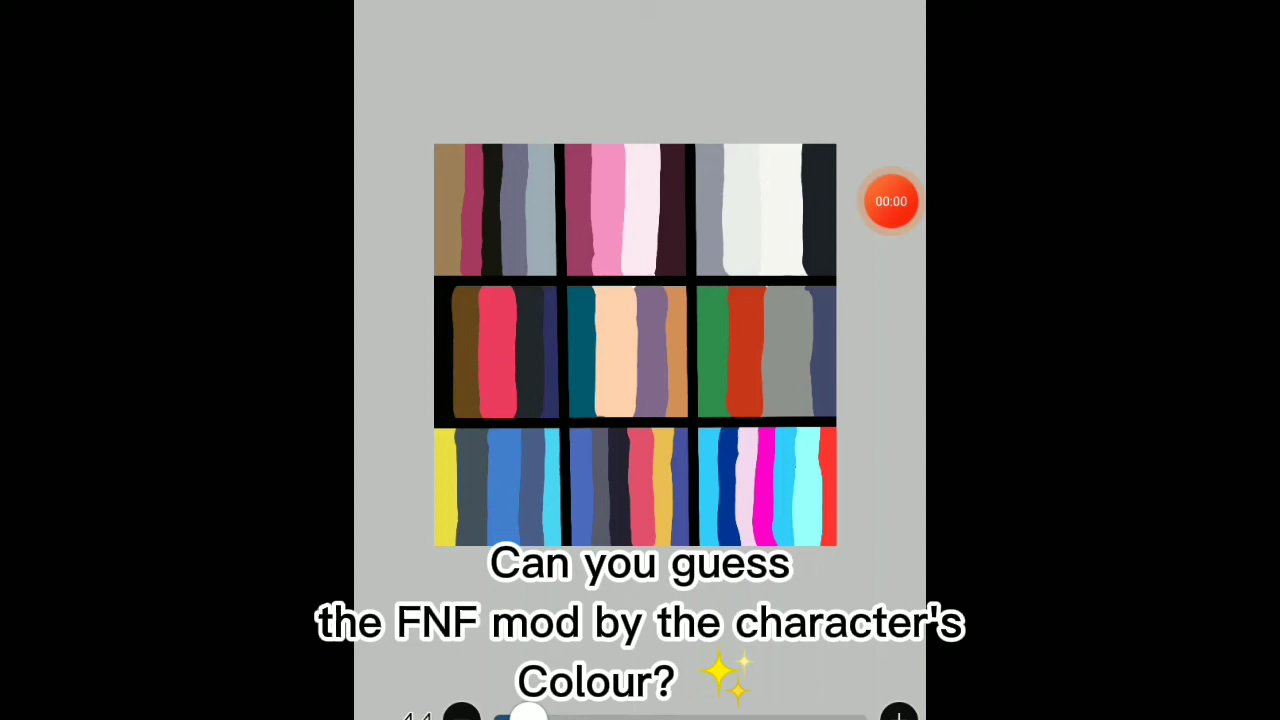 00:00
Can you guess
the FNF mod by the character's
Colour? ✨